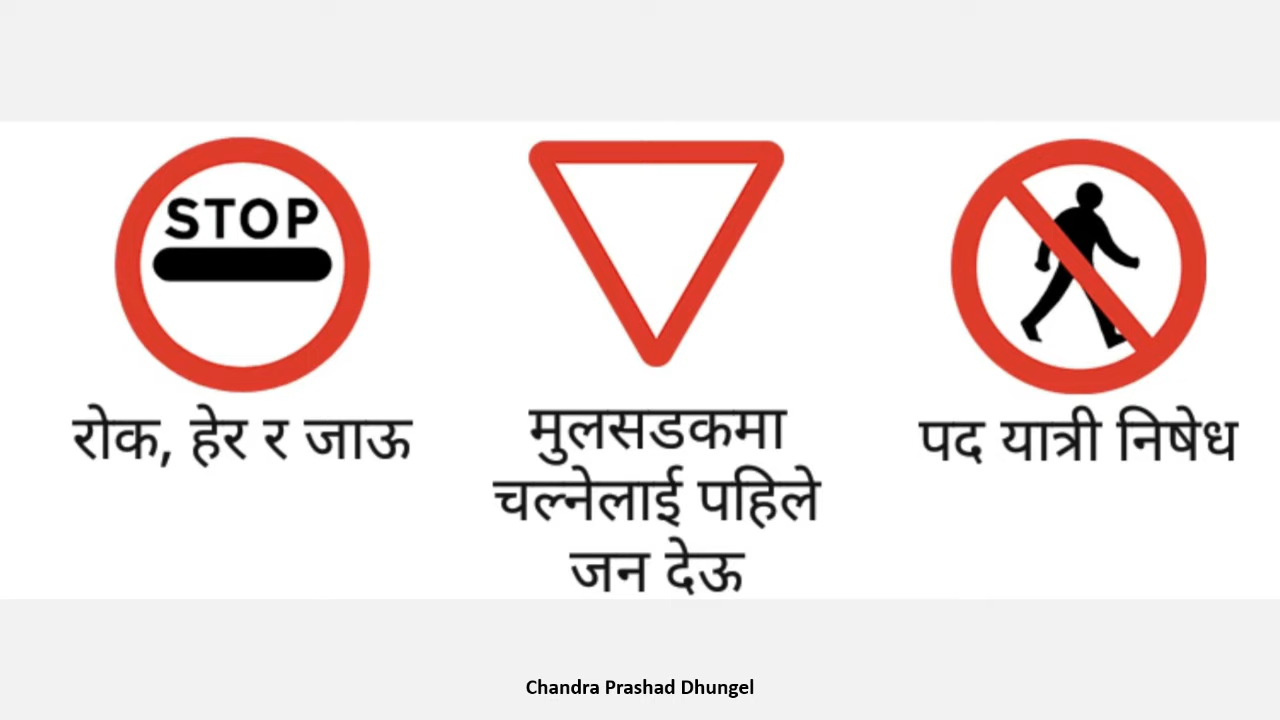 STOP
रोक, हेर र जाऊ
मुलसडकमा
चल्नेलाई पहिले
जन देऊ
पद यात्री निषेध
Chandra Prashad Dhungel